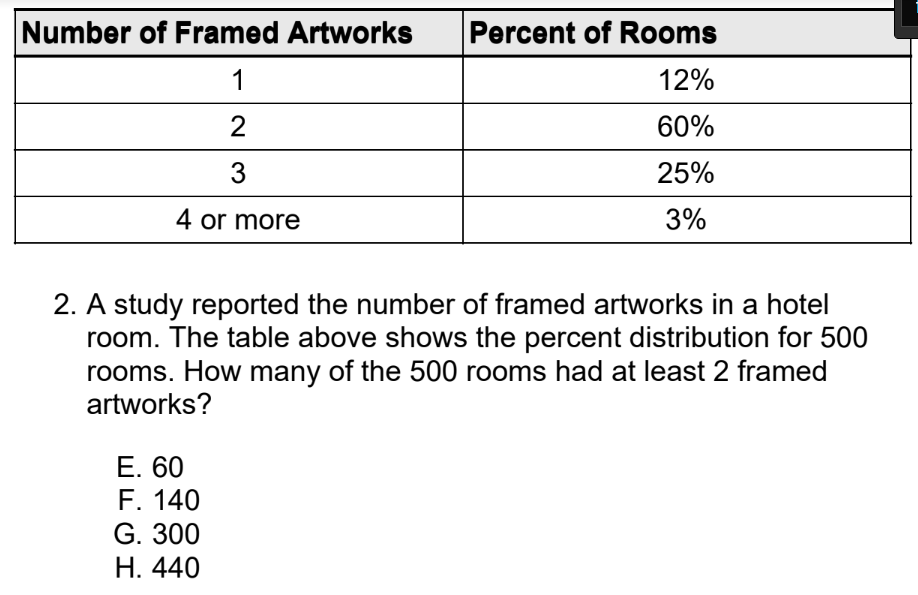 Number of Framed Artworks Percent of Rooms
1 12%
2 60%
3 25%
4 or more 3%
2. A study reported the number of framed artworks in a hotel
room. The table above shows the percent distribution for 500
rooms. How many of the 500 rooms had at least 2 framed
artworks?
E. 60
F. 140
G. 300
H. 440